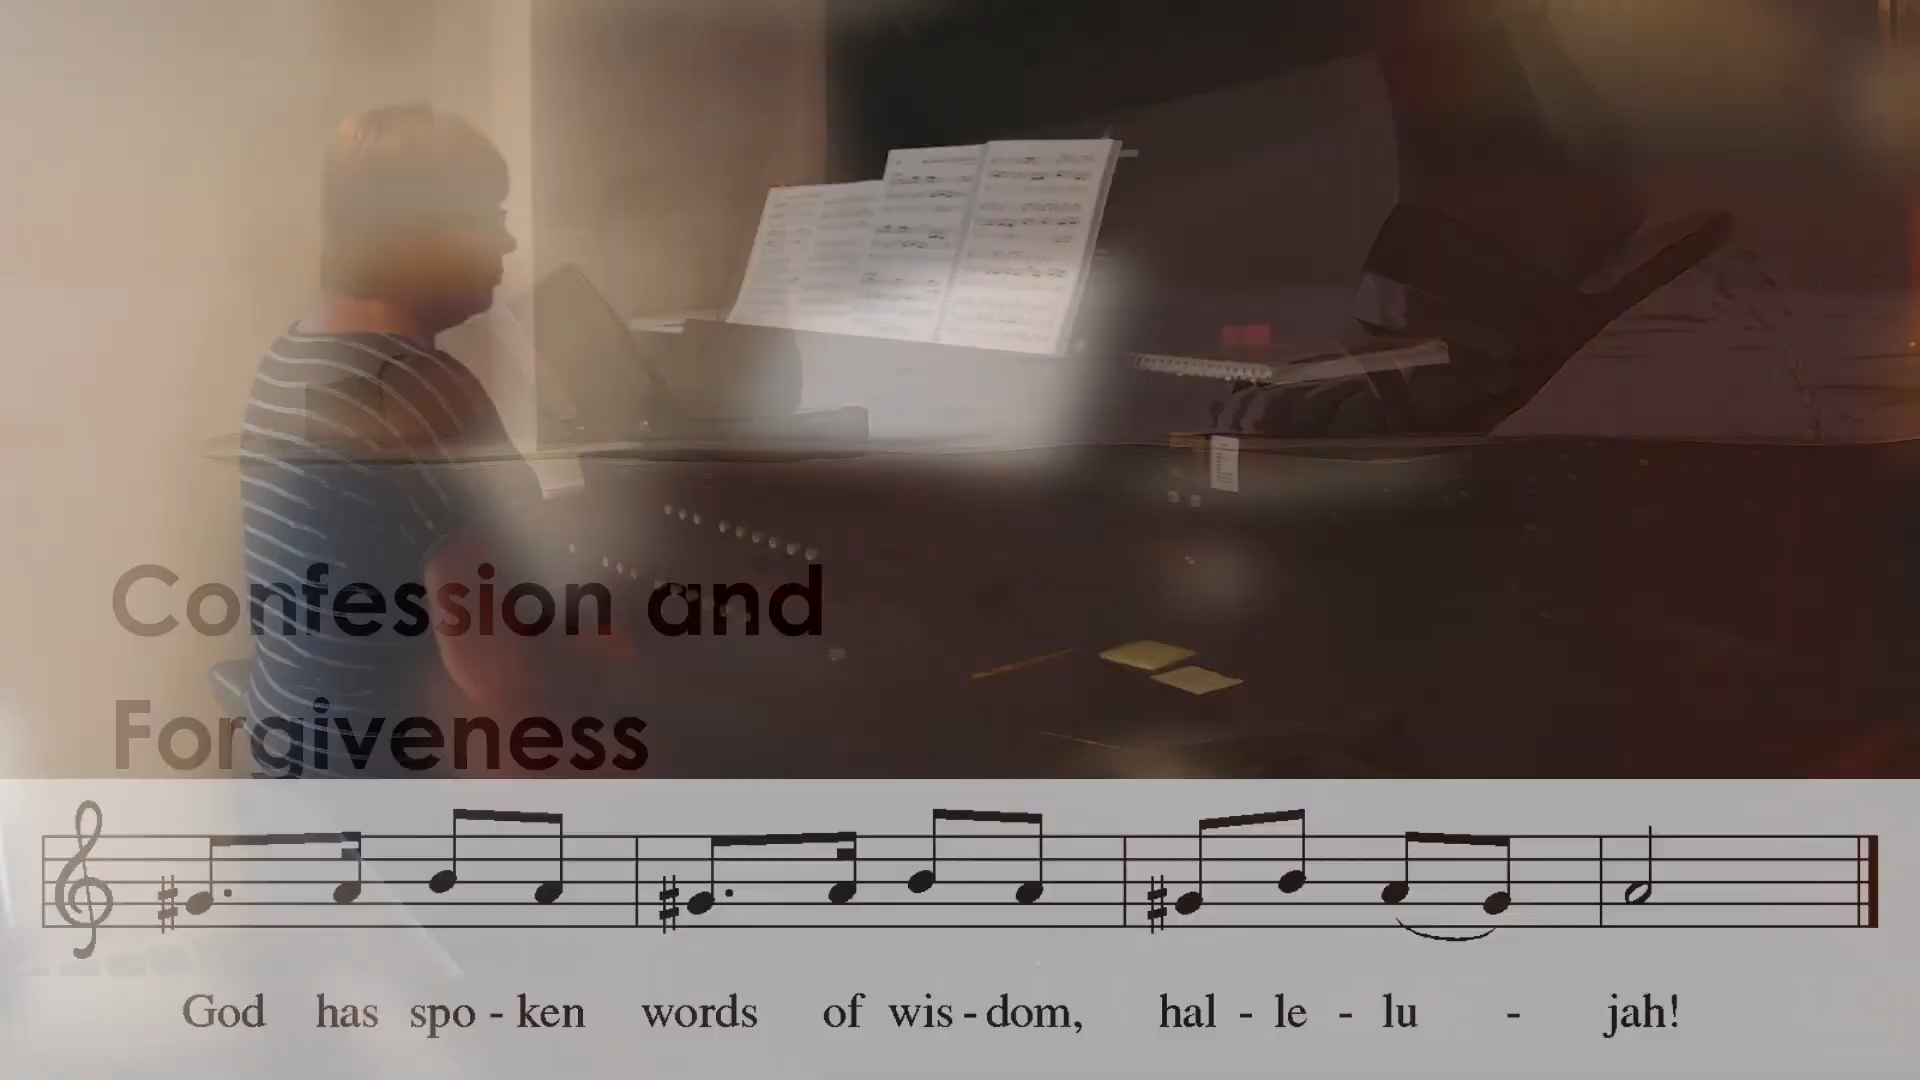 Confession and
Forgiveness
God has spo - ken words of wis - dom, hal - le - lu - jah!